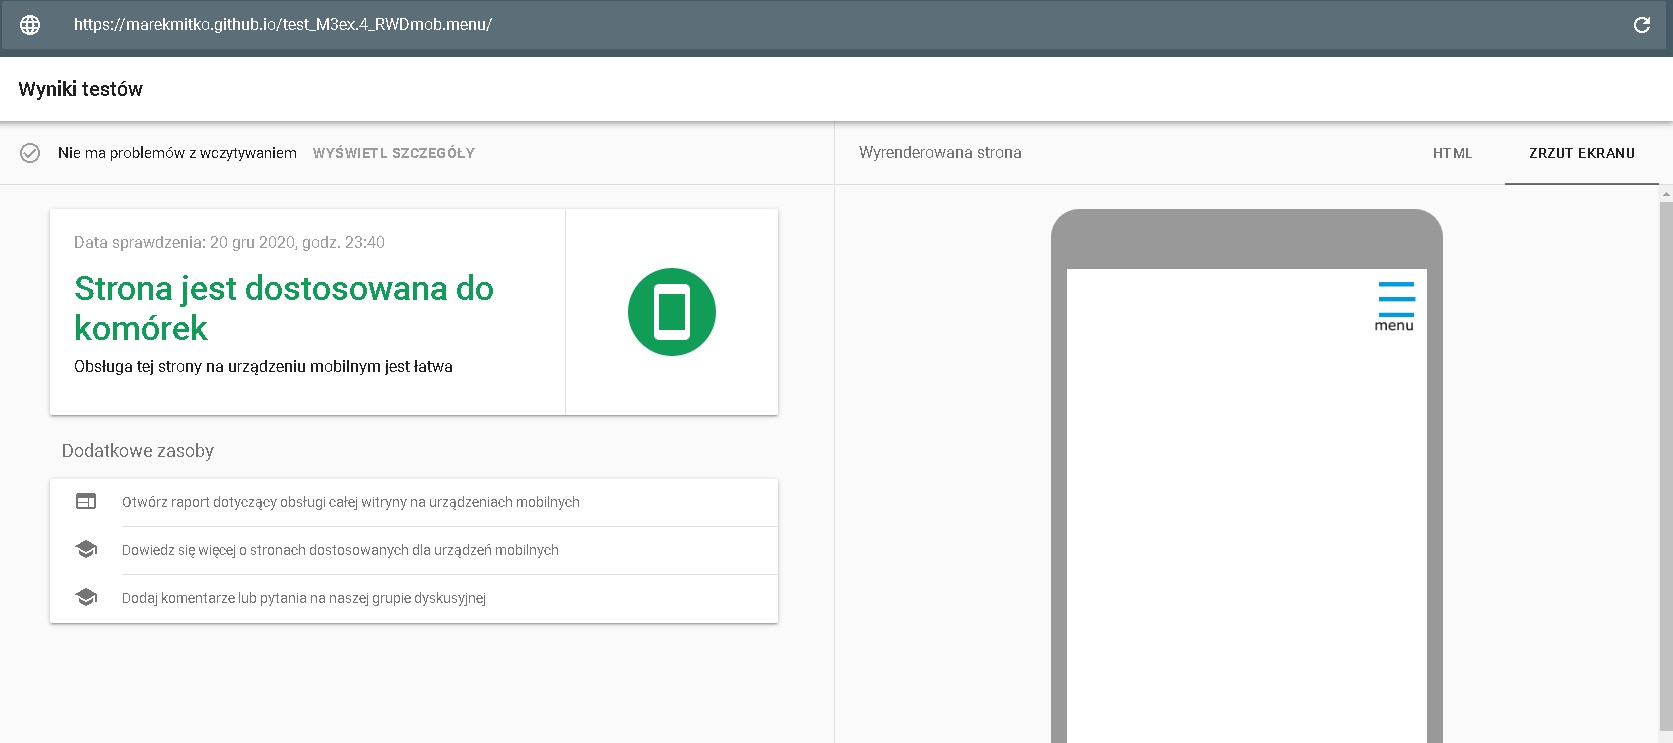 https://marekmitko.github.io/test_M3ex.4_RWDmob.menu/
Wyniki testów
Nie ma problemów z wczytywaniem WYŚWIETL SZCZEGÓŁY
Wyrenderowana strona HTML ZRZUT EKRANU
Data sprawdzenia: 20 gru 2020, godz. 23:40
Strona jest dostosowana do
komórek
Obsługa tej strony na urządzeniu mobilnym jest łatwa
menu
Dodatkowe zasoby
Otwórz raport dotyczący obsługi całej witryny na urządzeniach mobilnych
Dowiedz się więcej o stronach dostosowanych dla urządzeń mobilnych
Dodaj komentarze lub pytania na naszej grupie dyskusyjnej